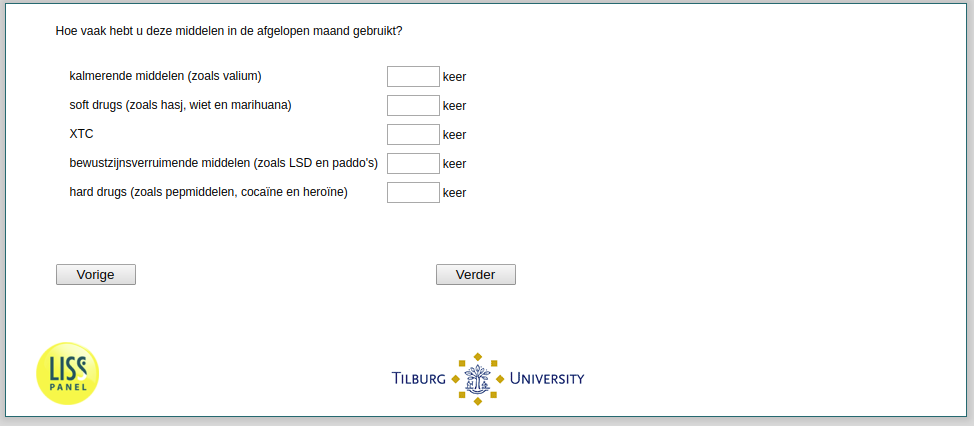 Hoe vaak hebt u deze middelen in de afgelopen maand gebruikt?
kalmerende middelen (zoals valium) keer
soft drugs (zoals hasj, wiet en marihuana) keer
XTC keer
bewustzijnsverruimende middelen (zoals LSD en paddo's) keer
hard drugs (zoals pepmiddelen, cocaïne en heroïne) keer
Vorige Verder
LISS
PANEL
TILBURG UNIVERSITY